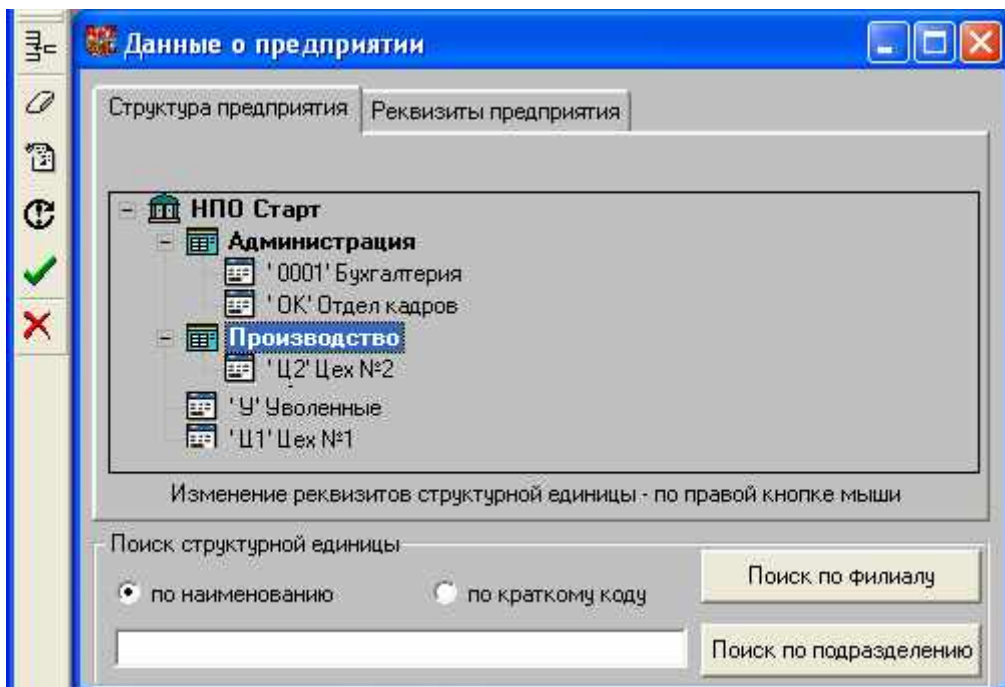 Данные о предприятии
Структура предприятия Реквизиты предприятия
НПО Старт
Администрация
'0001' Бухгалтерия
'ОК' Отдел кадров
Производство
'Ц2' Цех №2
'У' Уволенные
'Ц1' Цех №1
Изменение реквизитов структурной единицы - по правой кнопке мыши
Поиск структурной единицы
по наименованию по краткому коду Поиск по филиалу
Поиск по подразделению